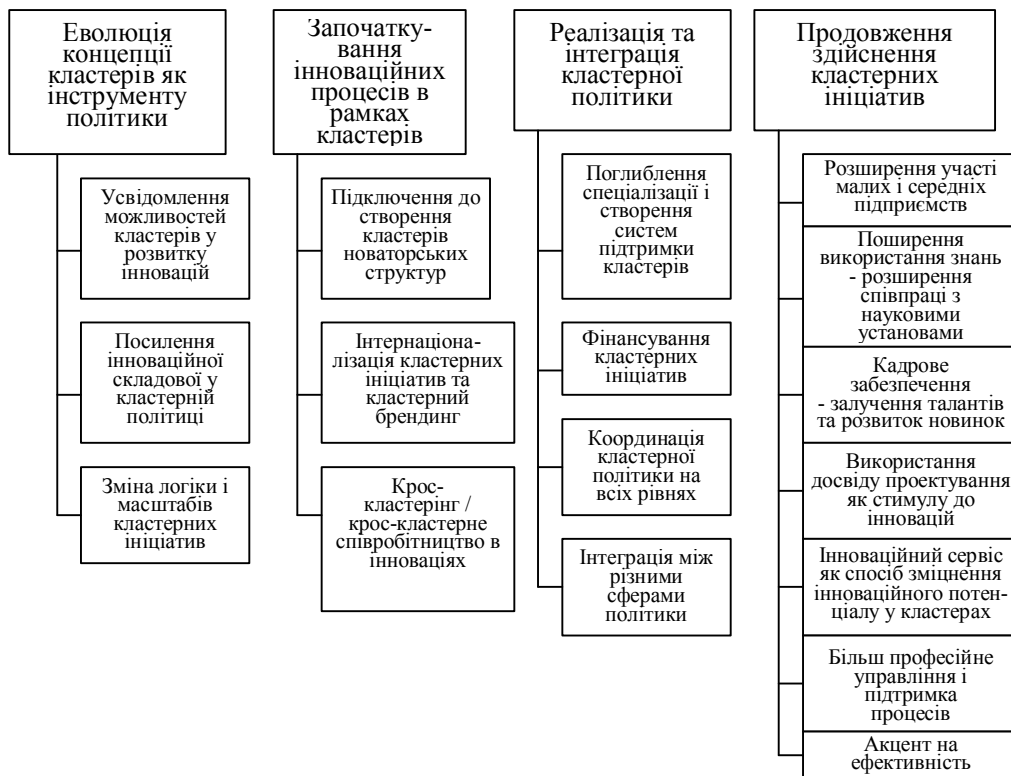 Еволюція
концепції
кластерів як
інструменту
політики
Усвідомлення
можливостей
кластерів у
розвитку
інновацій
Посилення
інноваційної
складової у
кластерній
політиці
Зміна логіки і
масштабів
кластерних
ініціатив
Започатку-
вання
інноваційних
процесів в
рамках
кластерів
Підключення до
створення
кластерів
новаторських
структур
Інтернаціона-
лізація кластерних
ініціатив та
кластерний
брендинг
Крос-
кластерінг /
крос-кластерне
співробітництво в
інноваціях
Реалізація та
інтеграція
кластерної
політики
Поглиблення
спеціалізації і
створення
систем
підтримки
кластерів
Фінансування
кластерних
ініціатив
Координація
кластерної
політики на
всіх рівнях
Інтеграція між
різними
сферами
політики
Продовження
здійснення
кластерних
ініціатив
Розширення участі
малих і середніх
підприємств
Поширення
використання знань
- розширення
співпраці з
науковими
установами
Кадрове
забезпечення
- залучення талантів
та розвиток новинок
Використання
досвіду проектування
як стимулу до
інновацій
Інноваційний сервіс
як спосіб зміцнення
інноваційного потен-
ціалу у кластерах
Більш професійне
управління і
підтримка
процесів
Акцент на
ефективність